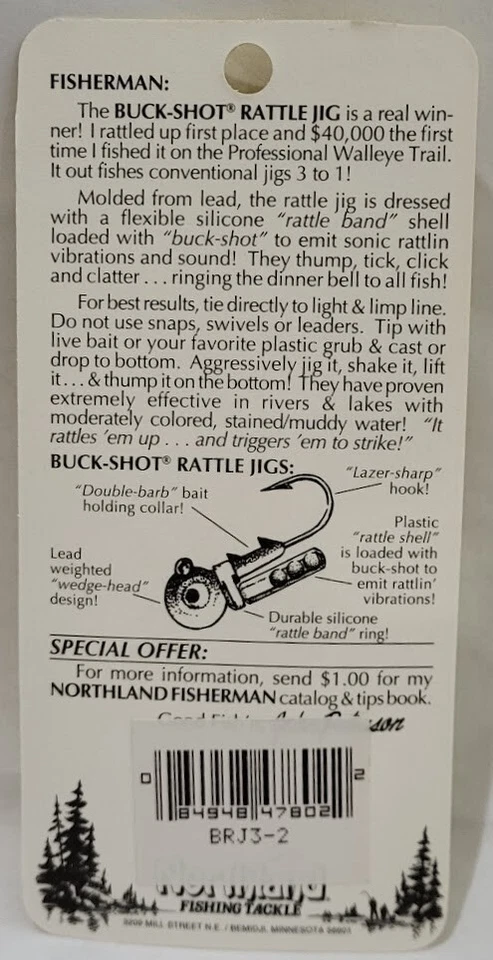 FISHERMAN:
The BUCK-SHOT® RATTLE JIG is a real win-
ner! I rattled up first place and $40,000 the first
time I fished it on the Professional Walleye Trail.
It out fishes conventional jigs 3 to 1!
Molded from lead, the rattle jig is dressed
with a flexible silicone "rattle band" shell
loaded with "buck-shot" to emit sonic rattlin
vibrations and sound! They thump, tick, click
and clatter . . . ringing the dinner bell to all fish!
For best results, tie directly to light & limp line.
Do not use snaps, swivels or leaders. Tip with
live bait or your favorite plastic grub & cast or
drop to bottom. Aggressively jig it, shake it, lift
it . . . & thump it on the bottom! They have proven
extremely effective in rivers & lakes with
moderately colored, stained/muddy water! "It
rattles 'em up . . . and triggers 'em to strike!"
BUCK-SHOT® RATTLE JIGS:
"Lazer-sharp"
hook!
"Double-barb" bait
holding collar!
Plastic
"rattle shell"
is loaded with
buck-shot to
emit rattlin'
vibrations!
Lead
weighted
"wedge-head"
design!
Durable silicone
"rattle band" ring!
SPECIAL OFFER:
For more information, send $1.00 for my
NORTHLAND FISHERMAN catalog & tips book.
0 84948 47802 2
BRJ3-2
Northland
FISHING TACKLE
MILL STREET N.E. / BEMIDJI, MINNESOTA